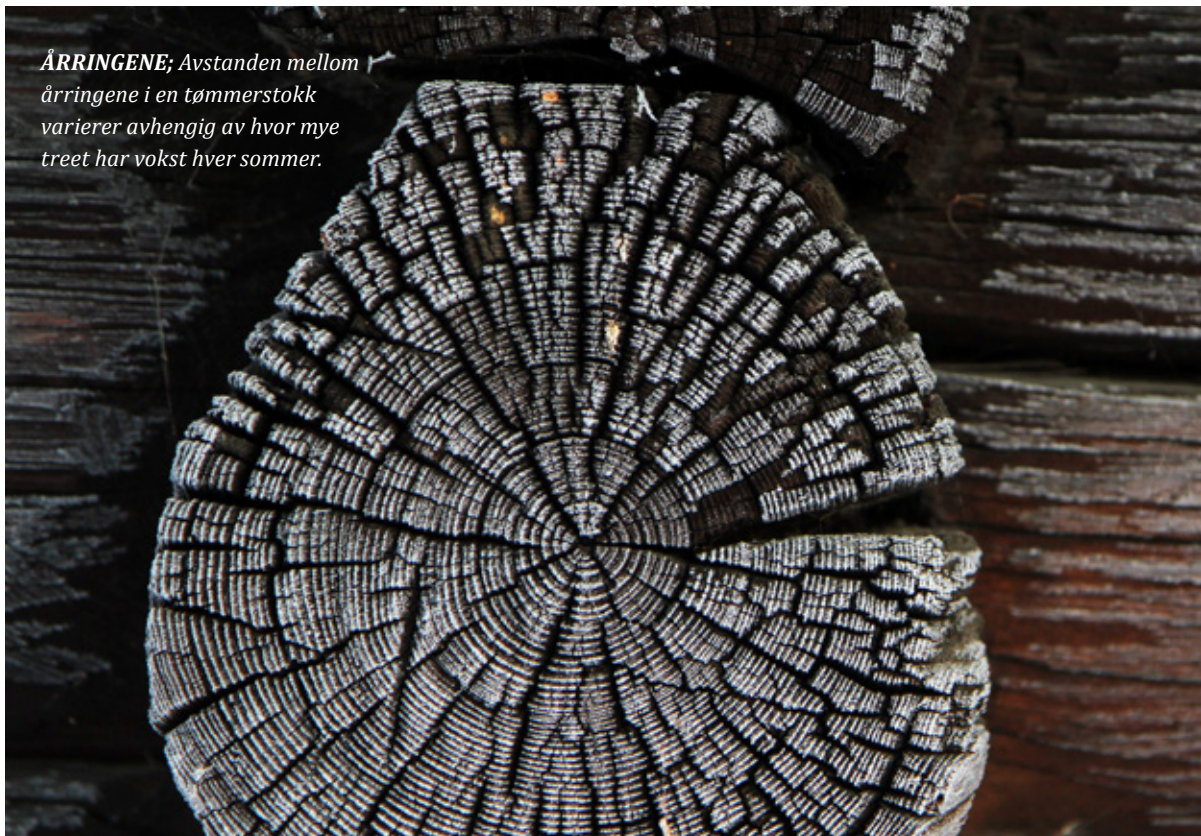 ÅRRINGENE; Avstanden mellom
årringene i en tømmerstokk
varierer avhengig av hvor mye
treet har vokst hver sommer.